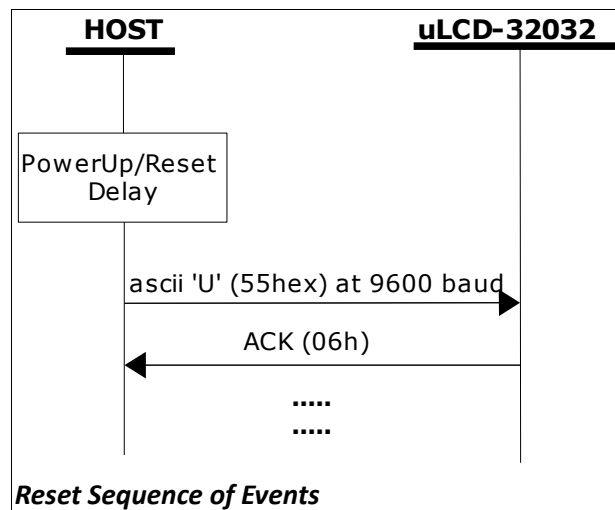 HOST
uLCD-32032
PowerUp/Reset
Delay
ascii 'U' (55hex) at 9600 baud
ACK (06h)
.....
.....
Reset Sequence of Events